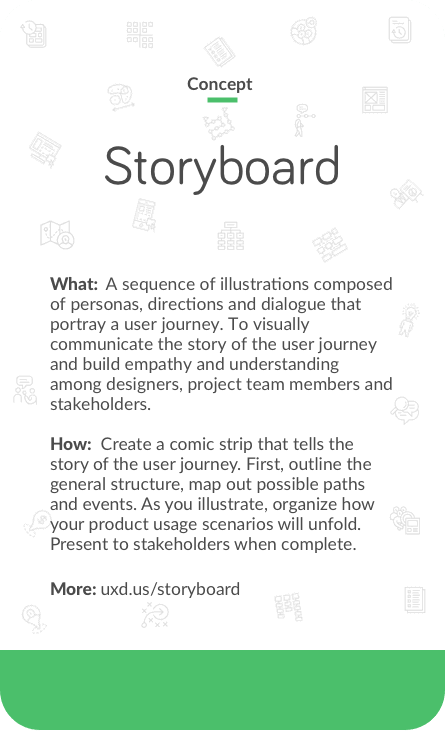 Concept
Storyboard
What: A sequence of illustrations composed
of personas, directions and dialogue that
portray a user journey. To visually
communicate the story of the user journey
and build empathy and understanding
among designers, project team members and
stakeholders.
How: Create a comic strip that tells the
story of the user journey. First, outline the
general structure, map out possible paths
and events. As you illustrate, organize how
your product usage scenarios will unfold.
Present to stakeholders when complete.
More: uxd.us/storyboard